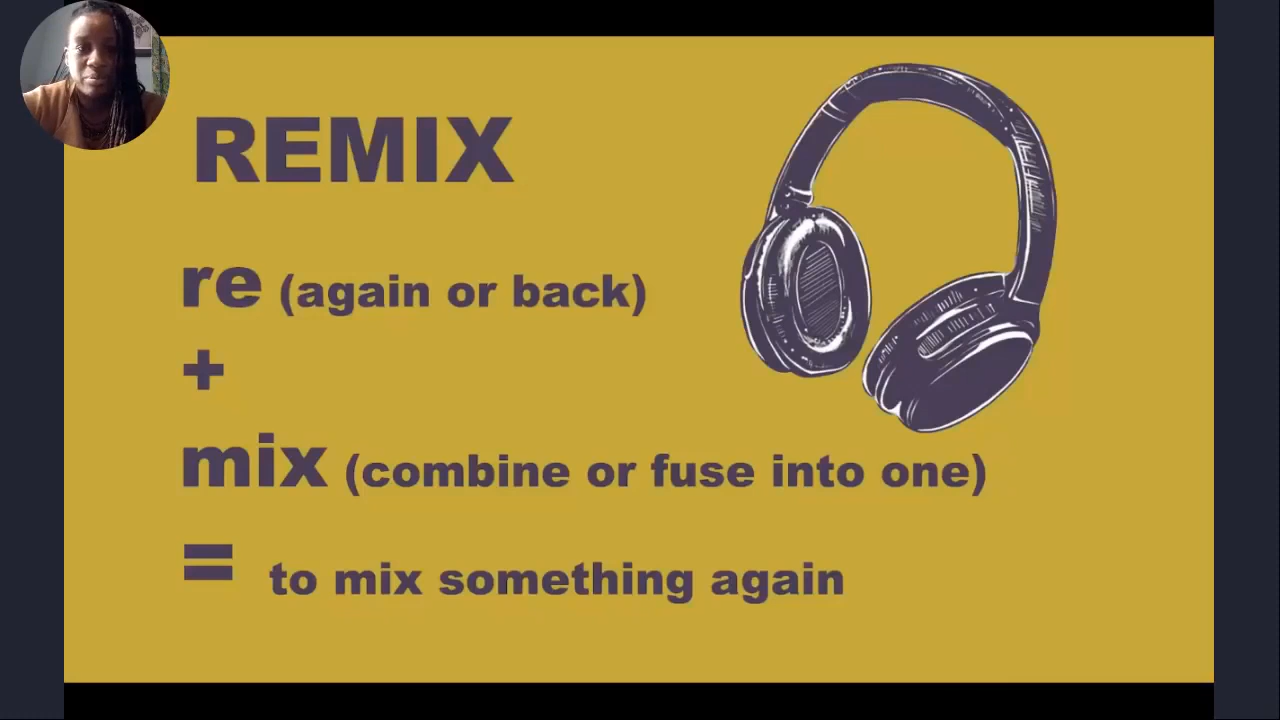 REMIX
re (again or back)
+
mix (combine or fuse into one)
= to mix something again